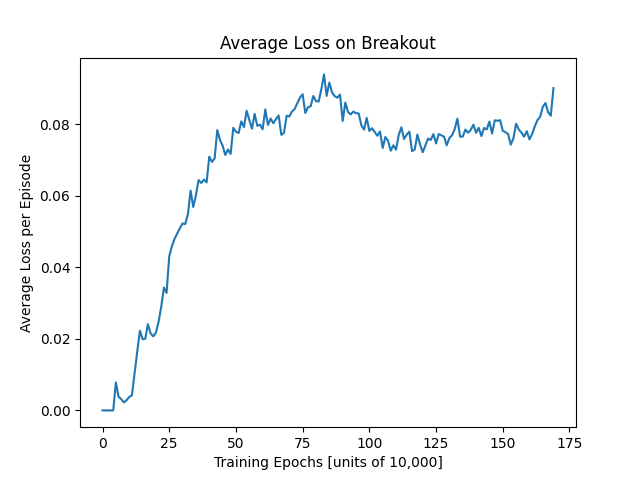 Average Loss on Breakout
Average Loss per Episode
0.08
0.06
0.04
0.02
0.00
0 25 50 75 100 125 150 175
Training Epochs [units of 10,000]